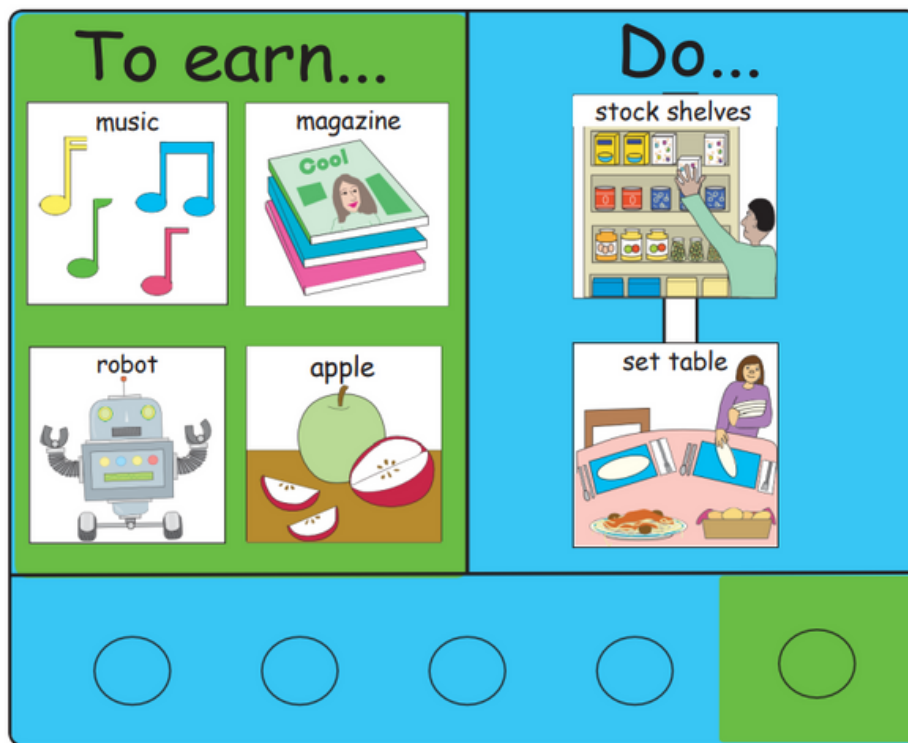 To earn...
music
magazine
Cool
robot
apple
Do...
stock shelves
set table